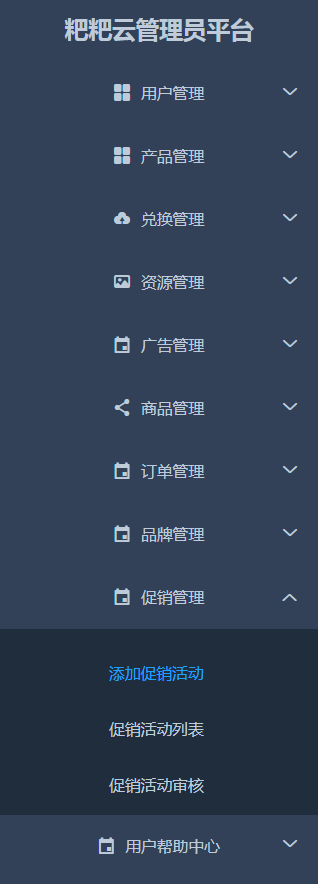 粑粑云管理员平台
用户管理
产品管理
兑换管理
资源管理
广告管理
商品管理
订单管理
品牌管理
促销管理
添加促销活动
促销活动列表
促销活动审核
用户帮助中心